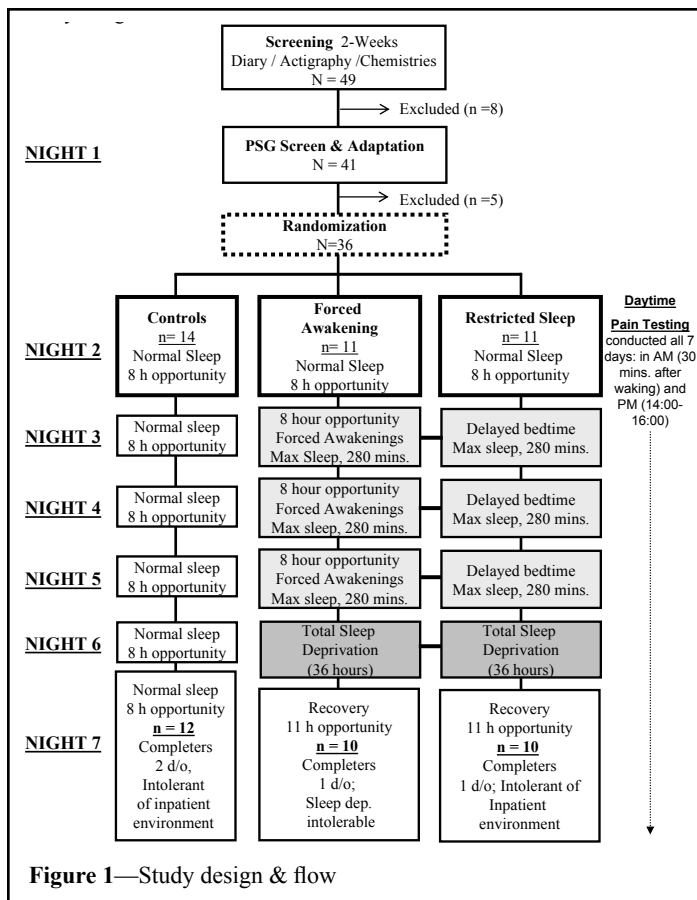 Screening 2-Weeks
Diary / Actigraphy /Chemistries
N = 49
Excluded (n =8)
NIGHT 1
PSG Screen & Adaptation
N = 41
Excluded (n =5)
Randomization
N=36
NIGHT 2
Controls
n= 14
Normal Sleep
8 h opportunity
Forced
Awakening
n= 11
Normal Sleep
8 h opportunity
Restricted Sleep
n= 11
Normal Sleep
8 h opportunity
Daytime
Pain Testing
conducted all 7
days: in AM (30
mins. after
waking) and
PM (14:00-
16:00)
NIGHT 3
Normal sleep
8 h opportunity
8 hour opportunity
Forced Awakenings
Max Sleep, 280 mins.
Delayed bedtime
Max sleep, 280 mins.
NIGHT 4
Normal sleep
8 h opportunity
8 hour opportunity
Forced Awakenings
Max sleep, 280 mins.
Delayed bedtime
Max sleep, 280 mins.
NIGHT 5
Normal sleep
8 h opportunity
8 hour opportunity
Forced Awakenings
Max sleep, 280 mins.
Delayed bedtime
Max sleep, 280 mins.
NIGHT 6
Normal sleep
8 h opportunity
Total Sleep
Deprivation
(36 hours)
Total Sleep
Deprivation
(36 hours)
NIGHT 7
Normal sleep
8 h opportunity
n = 12
Completers
2 d/o,
Intolerant
of inpatient
environment
Recovery
11 h opportunity
n = 10
Completers
1 d/o;
Sleep dep.
intolerable
Recovery
11 h opportunity
n = 10
Completers
1 d/o; Intolerant of
Inpatient
environment
Figure 1—Study design & flow